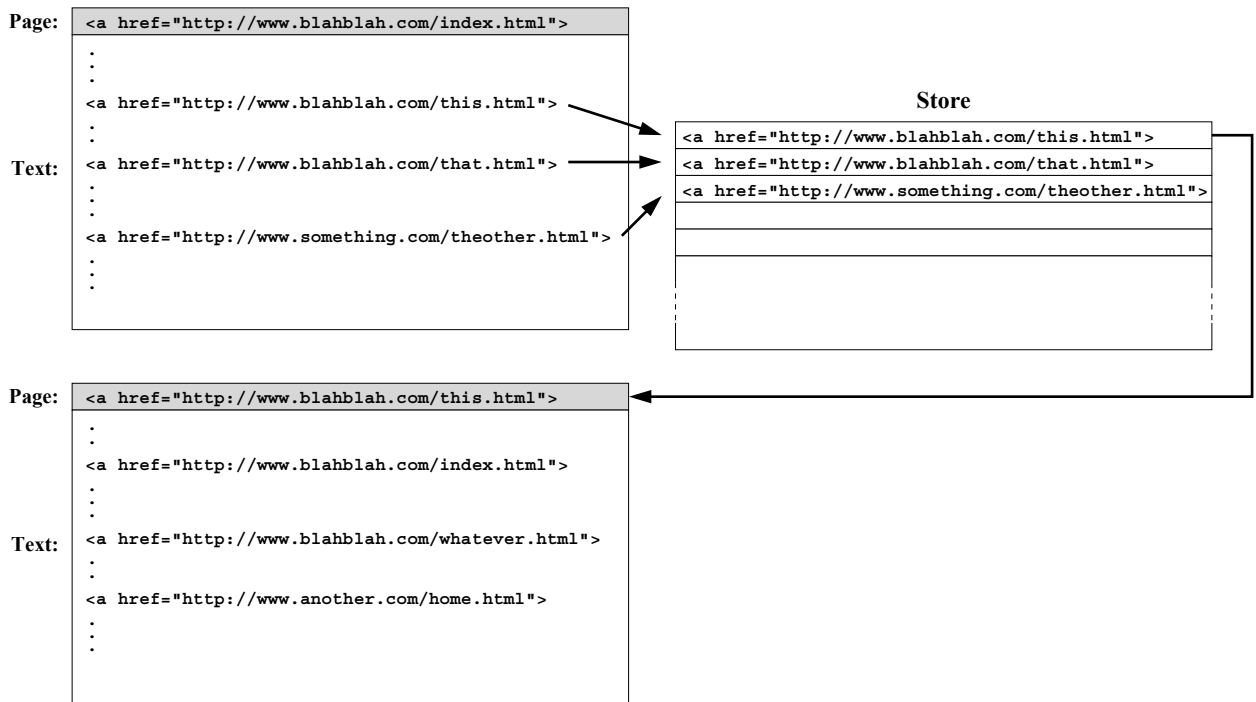 Page: <a href="http://www.blahblah.com/index.html">
.
.
.
<a href="http://www.blahblah.com/this.html">
.
.
Text: <a href="http://www.blahblah.com/that.html">
.
.
.
<a href="http://www.something.com/theother.html">
.
.
.
Store
<a href="http://www.blahblah.com/this.html">
<a href="http://www.blahblah.com/that.html">
<a href="http://www.something.com/theother.html">
Page: <a href="http://www.blahblah.com/this.html">
.
.
<a href="http://www.blahblah.com/index.html">
.
.
.
Text: <a href="http://www.blahblah.com/whatever.html">
.
.
<a href="http://www.another.com/home.html">
.
.
.